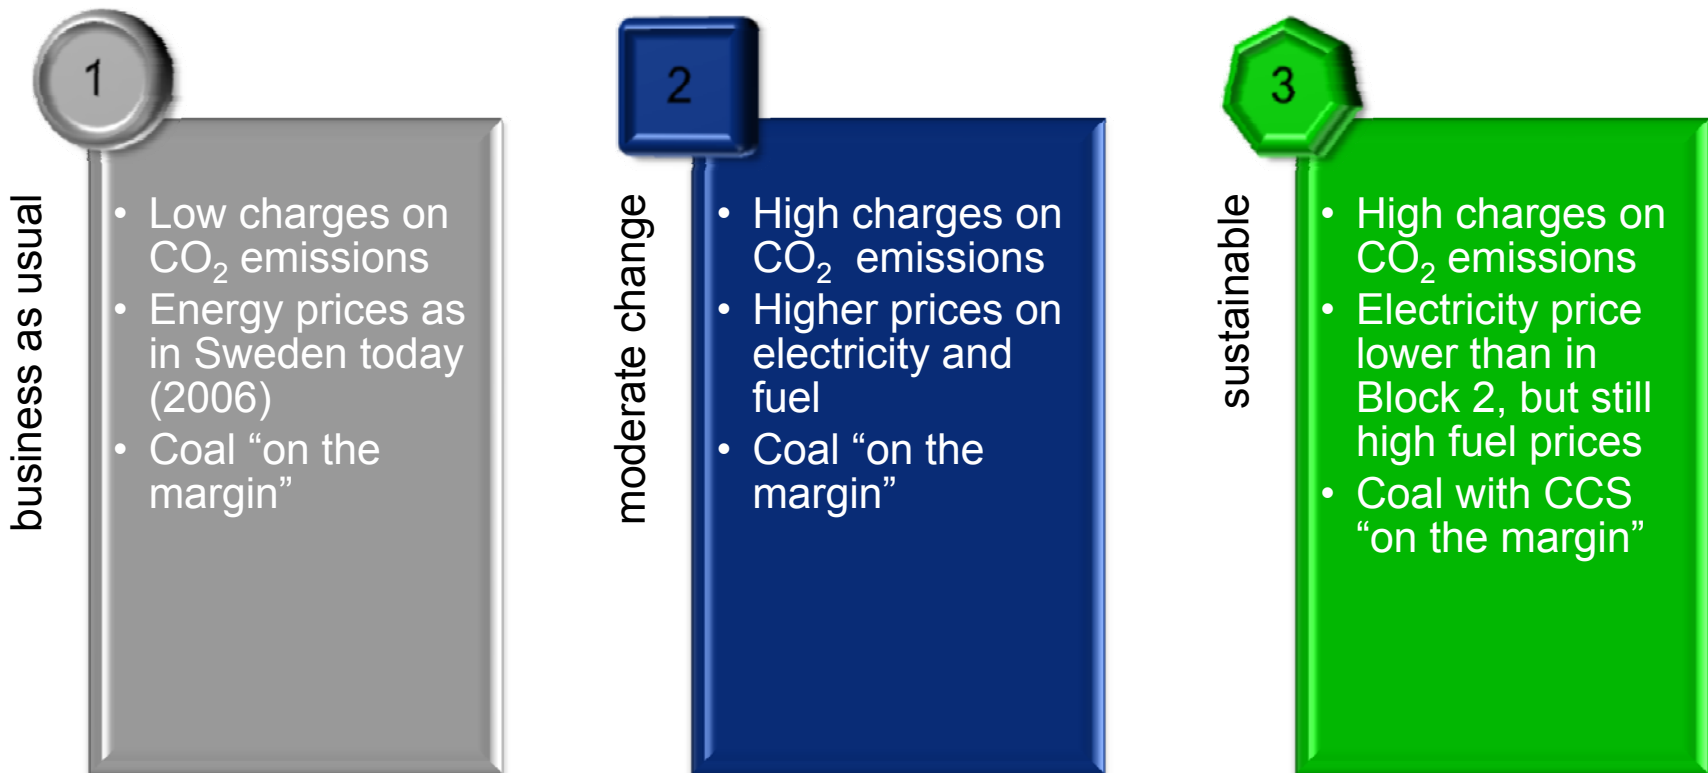 1
business as usual
• Low charges on
CO₂ emissions
• Energy prices as
in Sweden today
(2006)
• Coal “on the
margin”
2
moderate change
• High charges on
CO₂ emissions
• Higher prices on
electricity and
fuel
• Coal “on the
margin”
3
sustainable
• High charges on
CO₂ emissions
• Electricity price
lower than in
Block 2, but still
high fuel prices
• Coal with CCS
“on the margin”